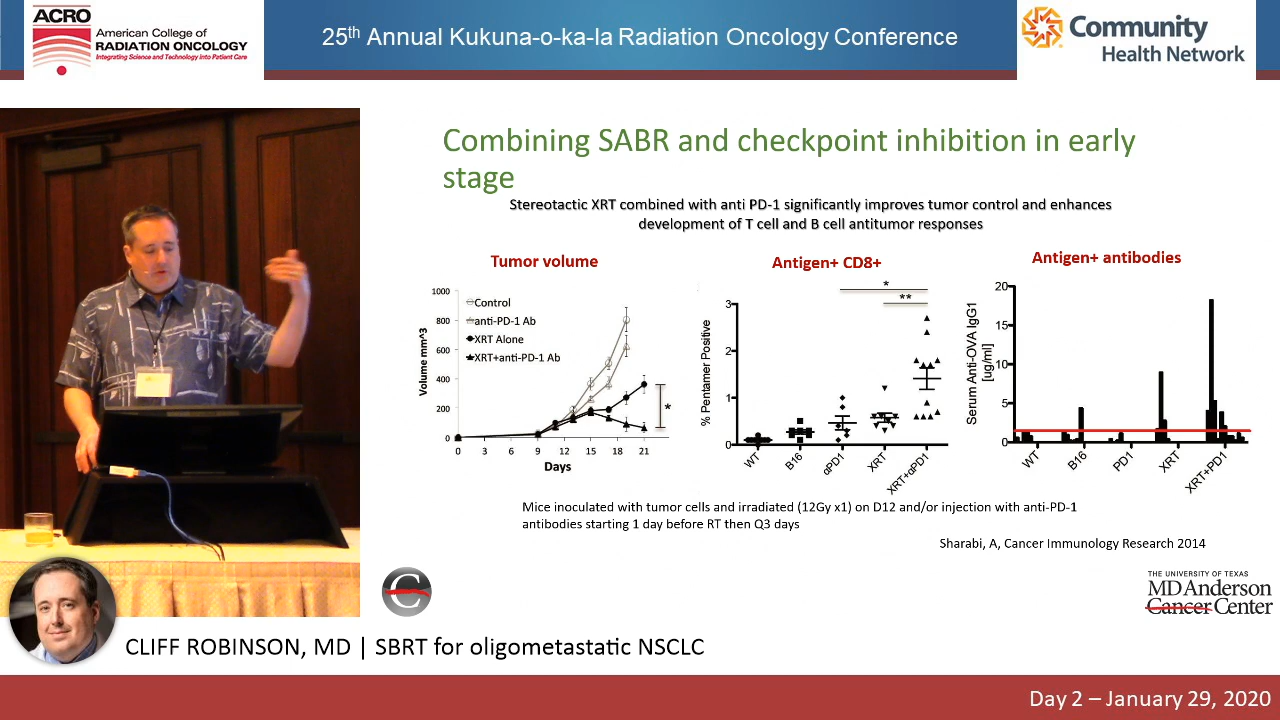 ACRO
American College of
RADIATION ONCOLOGY
Integrating Science and Technology into Patient Care
25th Annual Kukuna-o-ka-la Radiation Oncology Conference
Community
Health Network
Combining SABR and checkpoint inhibition in early
stage
Stereotactic XRT combined with anti PD-1 significantly improves tumor control and enhances
development of T cell and B cell antitumor responses
Tumor volume
Volume mm^3
1000
800
600
400
200
0
Control
anti-PD-1 Ab
XRT Alone
XRT+anti-PD-1 Ab
*
0 3 6 9 12 15 18 21
Days
Antigen+ CD8+
% Pentamer Positive
3
2
1
0
*
**
WT B16 αPD1 XRT XRT+αPD1
Antigen+ antibodies
Serum Anti-OVA IgG1
[ug/ml]
20
15
10
5
0
WT B16 PD1 XRT XRT+PD1
Mice inoculated with tumor cells and irradiated (12Gy x1) on D12 and/or injection with anti-PD-1
antibodies starting 1 day before RT then Q3 days
Sharabi, A, Cancer Immunology Research 2014
C
THE UNIVERSITY OF TEXAS
MD Anderson
Cancer Center
CLIFF ROBINSON, MD | SBRT for oligometastatic NSCLC
Day 2 – January 29, 2020